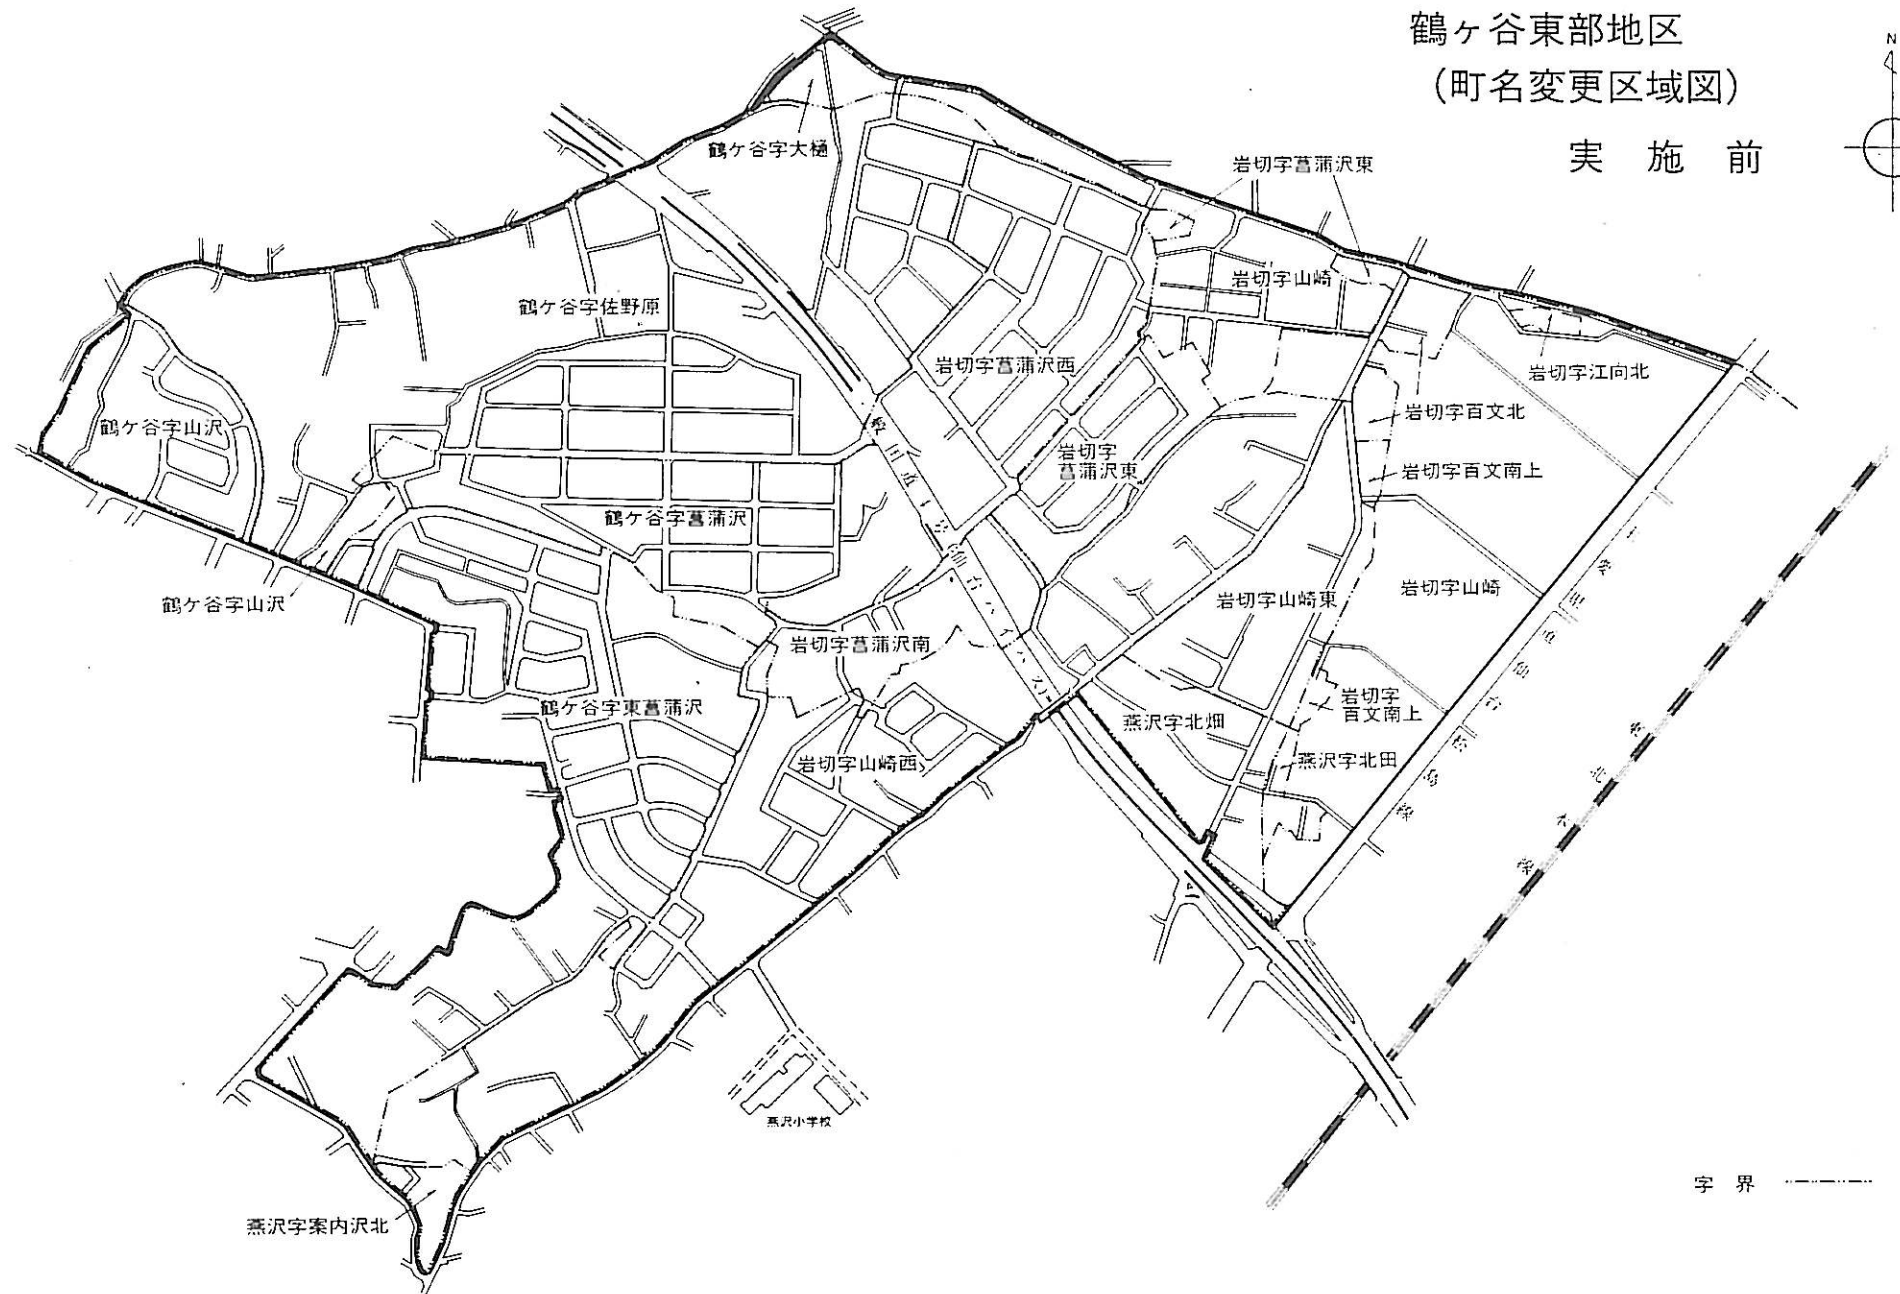 鶴ヶ谷東部地区
（町名変更区域図）
実施前
N
鶴ケ谷字大樋
岩切字菖蒲沢東
岩切字山崎
鶴ケ谷字佐野原
岩切字菖蒲沢西
岩切字江向北
岩切字百文北
鶴ケ谷字山沢
岩切字
菖蒲沢東
岩切字百文南上
鶴ケ谷字菖蒲沢
岩切字山崎
鶴ケ谷字山沢
岩切字山崎東
岩切字菖蒲沢南
鶴ケ谷字東菖蒲沢
岩切字
百文南上
燕沢字北畑
岩切字山崎西
燕沢字北田
仙台バイパス
燕沢小学校
字界
燕沢字案内沢北